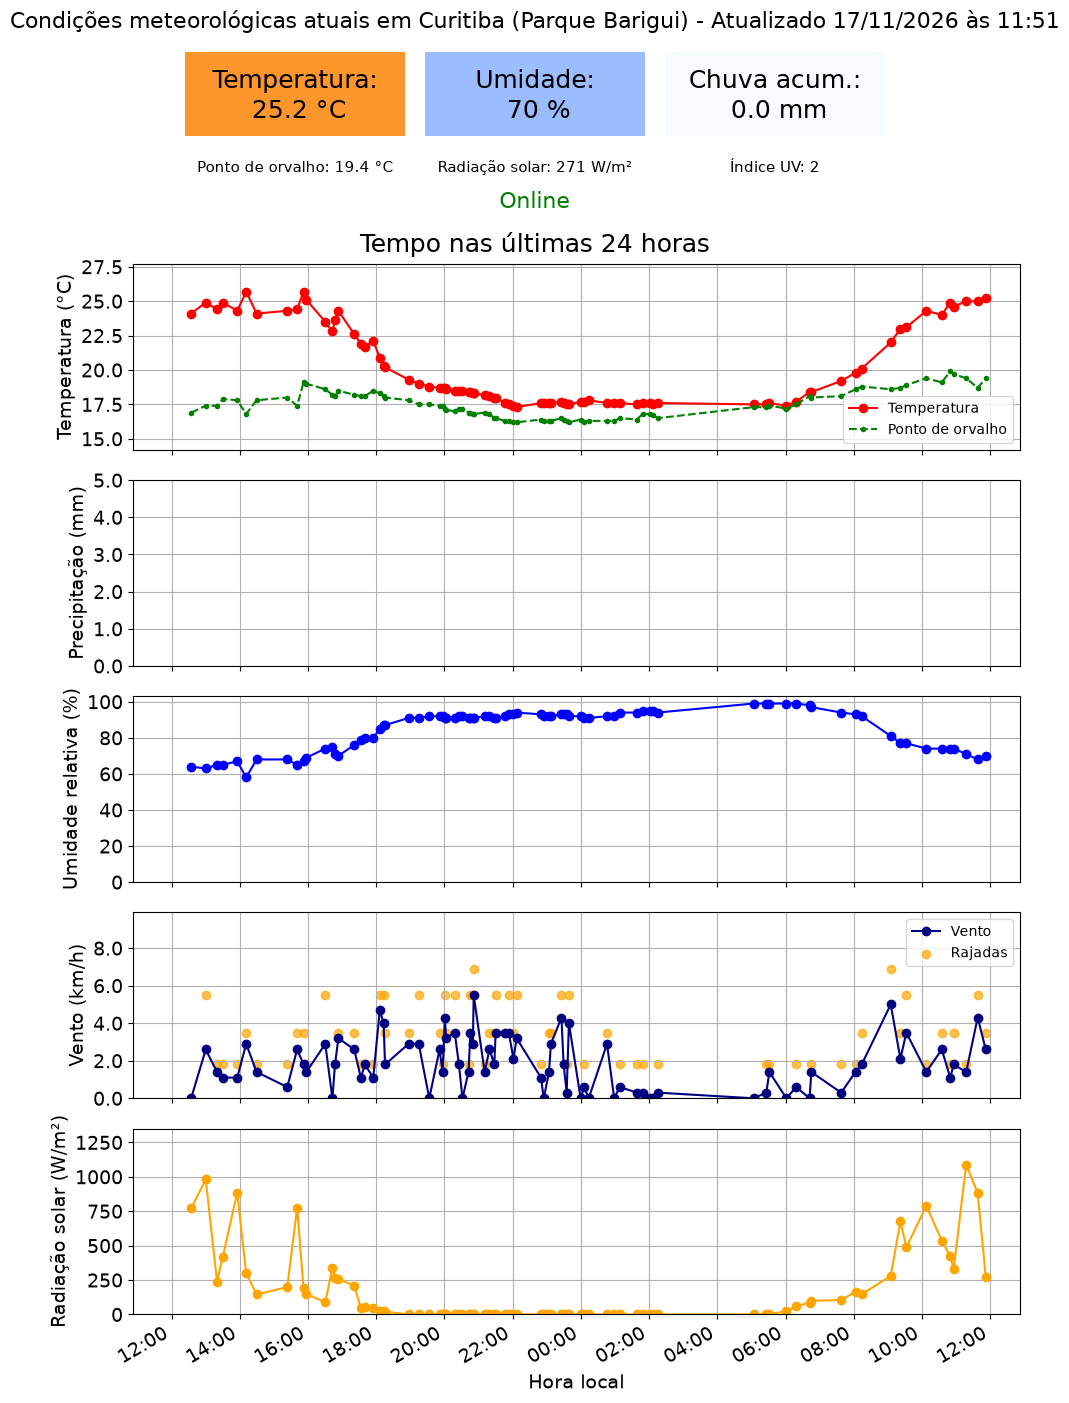 Condições meteorológicas atuais em Curitiba (Parque Barigui) - Atualizado 17/11/2026 às 11:51
Temperatura:
25.2 °C
Umidade:
70 %
Chuva acum.:
0.0 mm
Ponto de orvalho: 19.4 °C
Radiação solar: 271 W/m²
Índice UV: 2
Online
Tempo nas últimas 24 horas
Temperatura (°C)
27.5
25.0
22.5
20.0
17.5
15.0
Temperatura
Ponto de orvalho
Precipitação (mm)
5.0
4.0
3.0
2.0
1.0
0.0
Umidade relativa (%)
100
80
60
40
20
0
Vento (km/h)
8.0
6.0
4.0
2.0
0.0
Vento
Rajadas
Radiação solar (W/m²)
1250
1000
750
500
250
0
12:00
14:00
16:00
18:00
20:00
22:00
00:00
02:00
04:00
06:00
08:00
10:00
12:00
Hora local